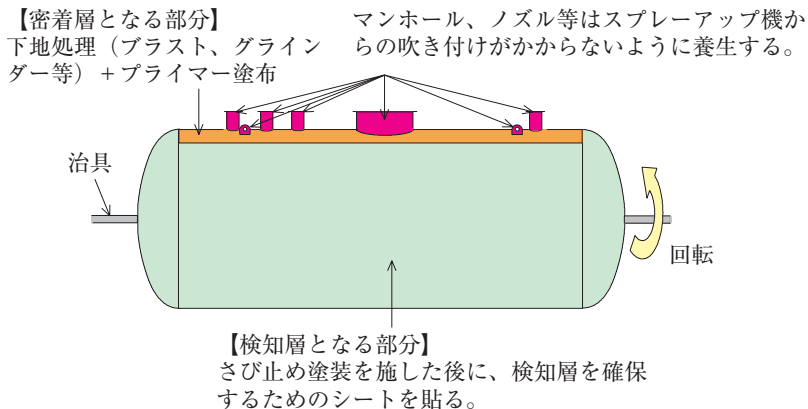 【密着層となる部分】
下地処理（ブラスト、グライン
ダー等）＋プライマー塗布
マンホール、ノズル等はスプレーアップ機か
らの吹き付けがかからないように養生する。
治具
回転
【検知層となる部分】
さび止め塗装を施した後に、検知層を確保
するためのシートを貼る。